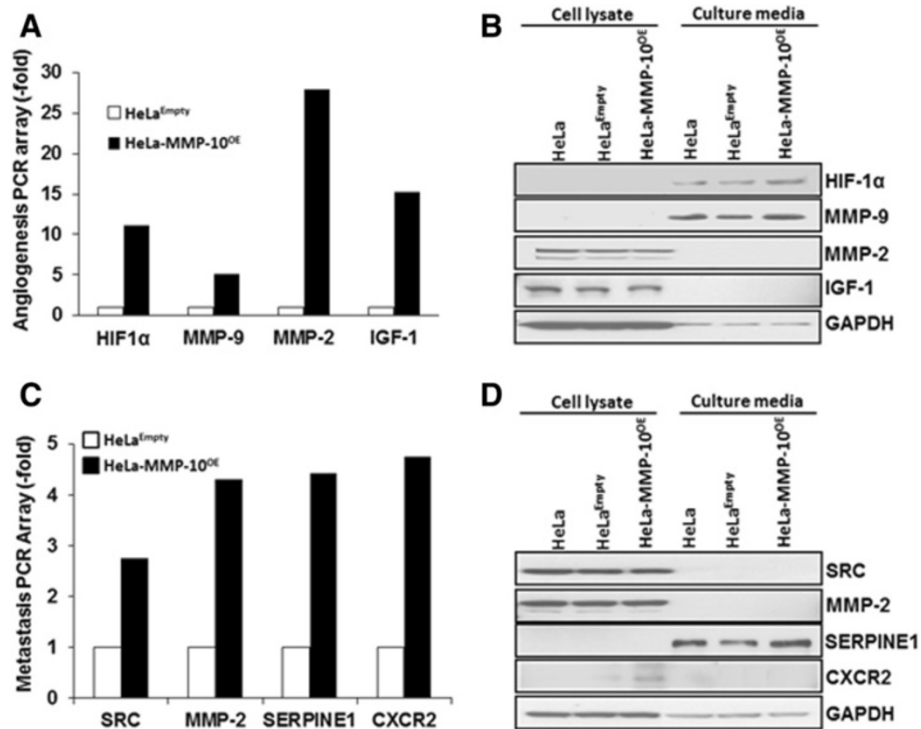 A
Angiogenesis PCR array (-fold)
30
25
20
15
10
5
0
HeLaEmpty
HeLa-MMP-10OE
HIF1α MMP-9 MMP-2 IGF-1
B
Cell lysate Culture media
HeLa HeLaEmpty HeLa-MMP-10OE HeLa HeLaEmpty HeLa-MMP-10OE
HIF-1α
MMP-9
MMP-2
IGF-1
GAPDH
C
Metastasis PCR Array (-fold)
HeLaEmpty
HeLa-MMP-10OE
5
4
3
2
1
0
SRC MMP-2 SERPINE1 CXCR2
D
Cell lysate Culture media
HeLa HeLaEmpty HeLa-MMP-10OE HeLa HeLaEmpty HeLa-MMP-10OE
SRC
MMP-2
SERPINE1
CXCR2
GAPDH